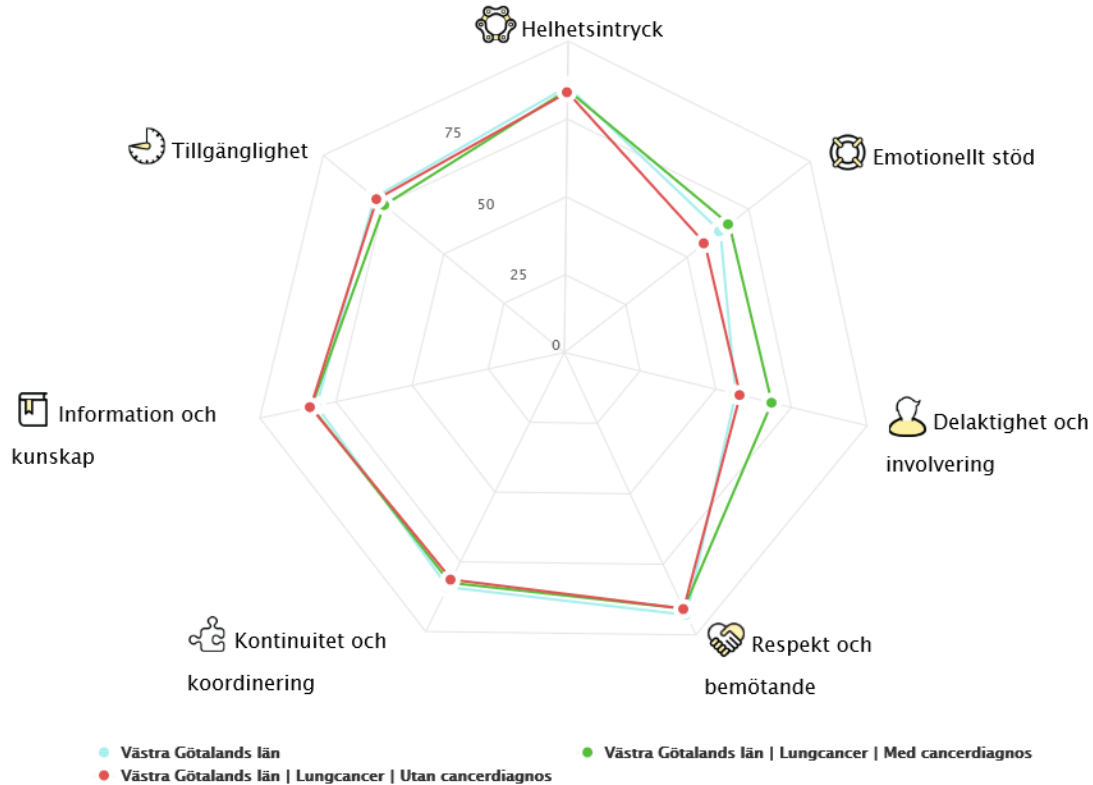 Helhetsintryck
75
Tillgänglighet
Emotionellt stöd
50
25
0
Information och
kunskap
Delaktighet och
involvering
Kontinuitet och
koordinering
Respekt och
bemötande
Västra Götalands län
Västra Götalands län | Lungcancer | Med cancerdiagnos
Västra Götalands län | Lungcancer | Utan cancerdiagnos